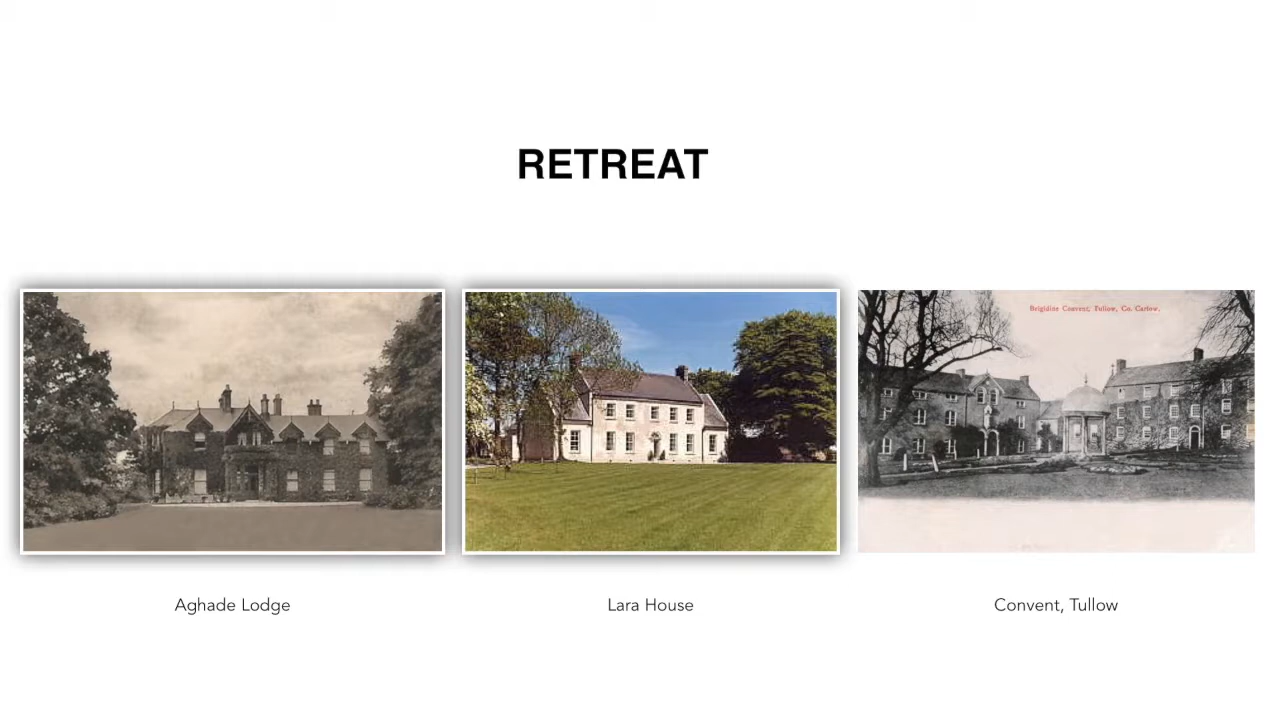 RETREAT
Brigidine Convent, Tullow, Co. Carlow.
Aghade Lodge
Lara House
Convent, Tullow